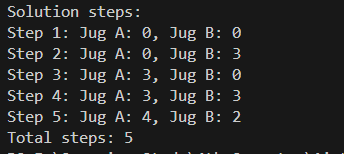 Solution steps:
Step 1: Jug A: 0, Jug B: 0
Step 2: Jug A: 0, Jug B: 3
Step 3: Jug A: 3, Jug B: 0
Step 4: Jug A: 3, Jug B: 3
Step 5: Jug A: 4, Jug B: 2
Total steps: 5